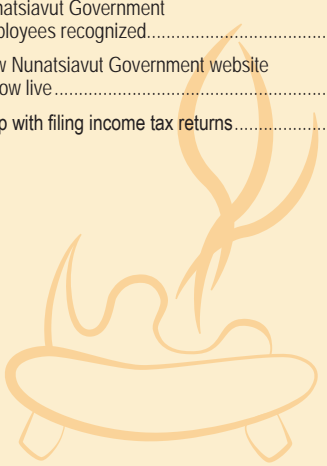 natsiavut Government
ployees recognized......................................
w Nunatsiavut Government website
ow live............................................................
p with filing income tax returns....................